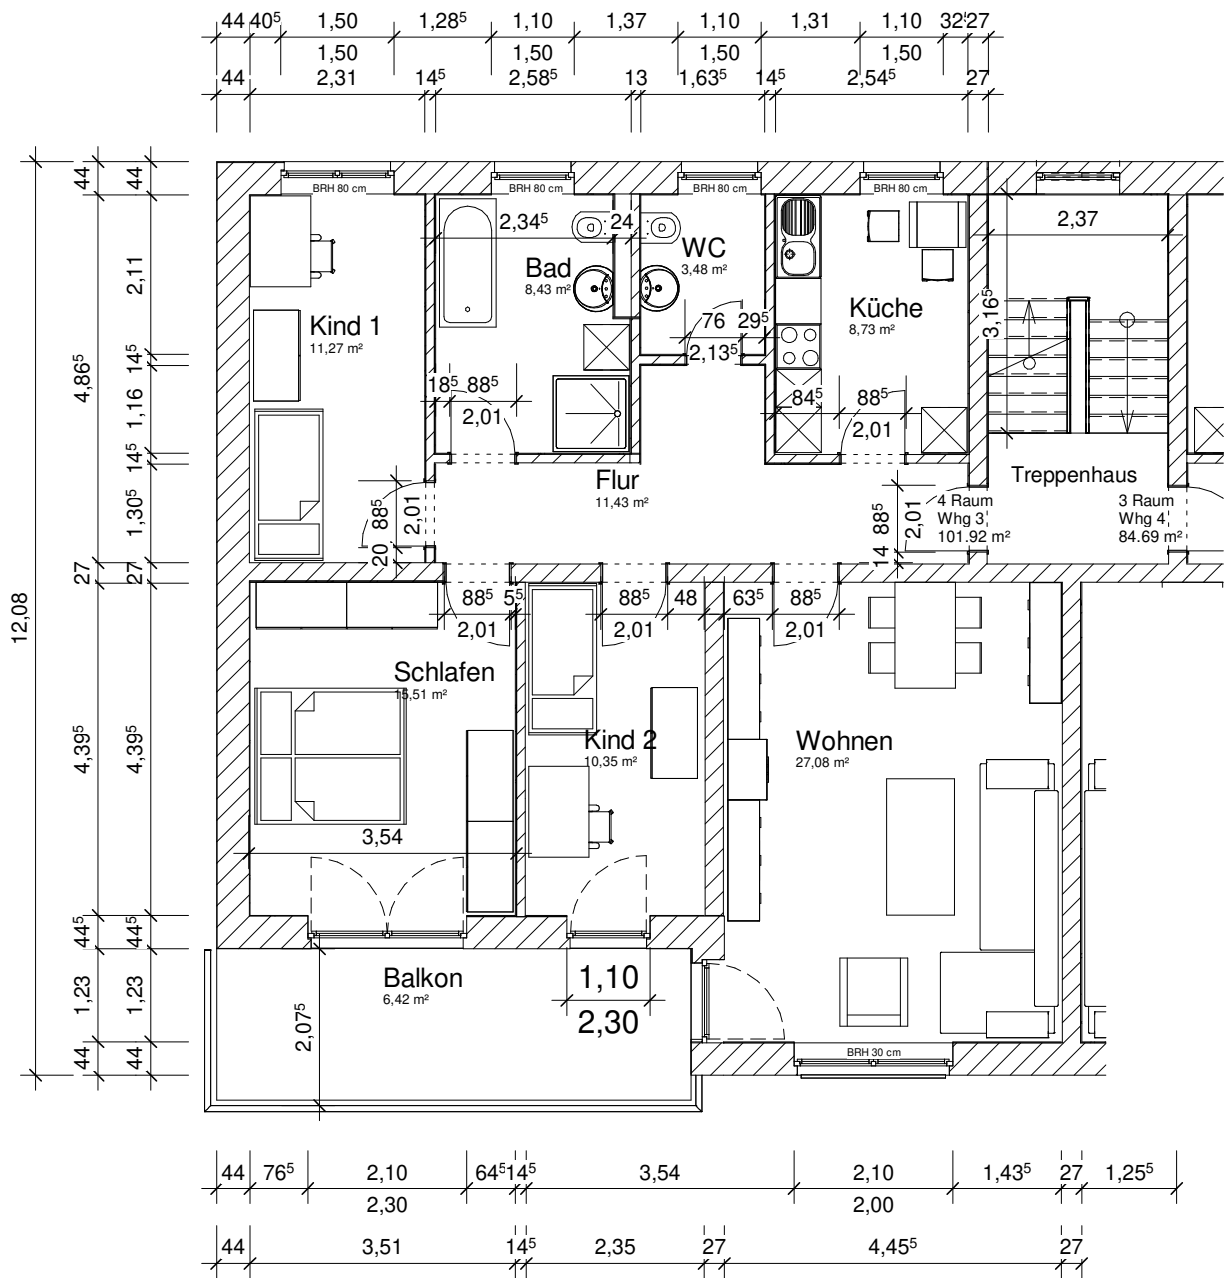 44 40⁵ 1,50 1,28⁵ 1,10 1,37 1,10 1,31 1,10 32⁵ 27
1,50 1,50 1,50 1,50
44 2,31 14⁵ 2,58⁵ 13 1,63⁵ 14⁵ 2,54⁵ 27
44 44
BRH 80 cm BRH 80 cm BRH 80 cm BRH 80 cm
2,34⁵ 24 2,37
WC
3,48 m²
Bad
8,43 m²
2,11
Küche
8,73 m²
3,16⁵
Kind 1
11,27 m²
76 29⁵
2,13⁵
4,86⁵
14⁵
1,16
18⁵ 88⁵
2,01
84⁵ 88⁵
2,01
14⁵
Flur
11,43 m²
Treppenhaus
4 Raum
Whg 3
101.92 m²
3 Raum
Whg 4
84.69 m²
1,30⁵
20 88⁵
2,01
14 88⁵
2,01
27 27
12,08
88⁵ 5⁵ 88⁵ 48 63⁵ 88⁵
2,01 2,01 2,01
Schlafen
15,51 m²
Kind 2
10,35 m²
Wohnen
27,08 m²
4,39⁵ 4,39⁵
3,54
44⁵ 44⁵
Balkon
6,42 m²
1,10
2,30
1,23 1,23
2,07⁵
44 44
BRH 30 cm
44 76⁵ 2,10 64⁵ 14⁵ 3,54 2,10 1,43⁵ 27 1,25⁵
2,30 2,00
44 3,51 14⁵ 2,35 27 4,45⁵ 27